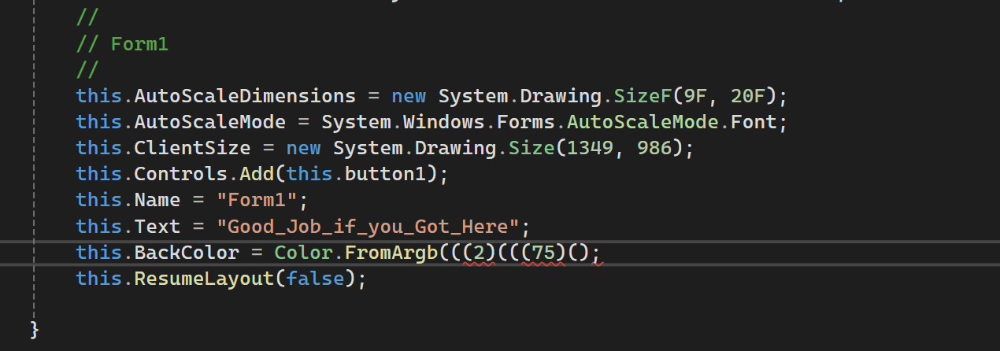 //
// Form1
//
this.AutoScaleDimensions = new System.Drawing.SizeF(9F, 20F);
this.AutoScaleMode = System.Windows.Forms.AutoScaleMode.Font;
this.ClientSize = new System.Drawing.Size(1349, 986);
this.Controls.Add(this.button1);
this.Name = "Form1";
this.Text = "Good_Job_if_you_Got_Here";
this.BackColor = Color.FromArgb(((2)(((75)();
this.ResumeLayout(false);
}